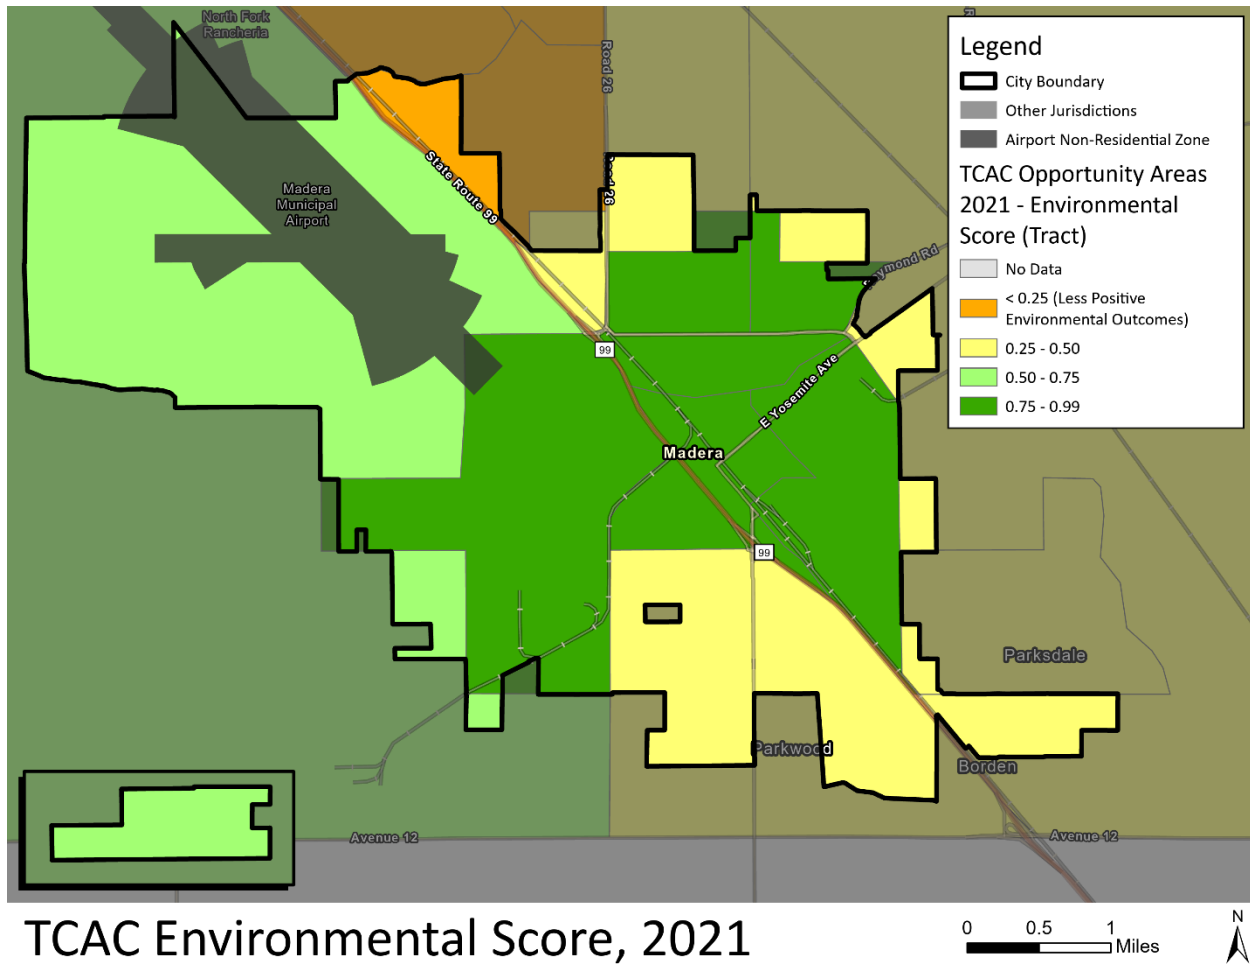 North Fork
Rancheria
Road 26
R
Legend
City Boundary
Other Jurisdictions
Airport Non-Residential Zone
TCAC Opportunity Areas
2021 - Environmental
Score (Tract)
No Data
< 0.25 (Less Positive
Environmental Outcomes)
0.25 - 0.50
0.50 - 0.75
0.75 - 0.99
State Route 99
Road 26
Madera
Municipal
Airport
Raymond Rd
99
E Yosemite Ave
Madera
99
Parksdale
Parkwood
Borden
Avenue 12
Avenue 12
TCAC Environmental Score, 2021
0 0.5 1
Miles
N